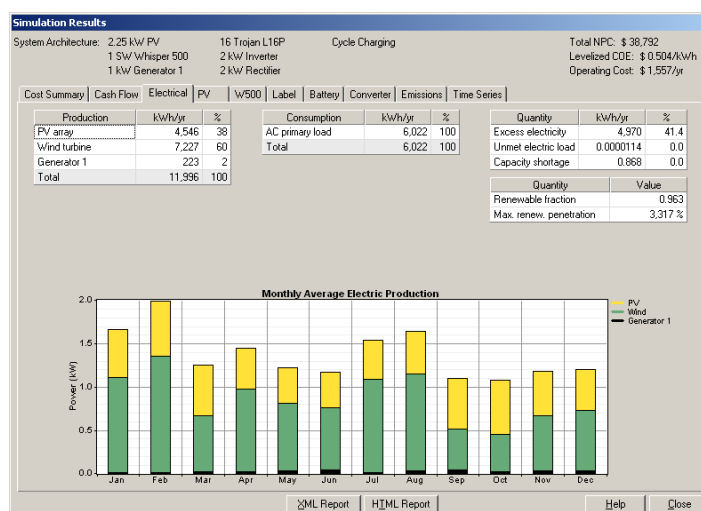 Simulation Results
System Architecture: 2.25 kW PV 16 Trojan L16P Cycle Charging Total NPC: $ 38,792
1 SW Whisper 500 2 kW Inverter Levelized COE: $ 0.504/kWh
1 kW Generator 1 2 kW Rectifier Operating Cost: $ 1,557/yr
Cost Summary Cash Flow Electrical PV W500 Label Battery Converter Emissions Time Series
Production kWh/yr % Consumption kWh/yr % Quantity kWh/yr %
PV array 4,546 38 AC primary load 6,022 100 Excess electricity 4,970 41.4
Wind turbine 7,227 60 Total 6,022 100 Unmet electric load 0.0000114 0.0
Generator 1 223 2 Capacity shortage 0.868 0.0
Total 11,996 100
Quantity Value
Renewable fraction 0.963
Max. renew. penetration 3,317 %
Monthly Average Electric Production
2.0
1.5
1.0
0.5
0.0
Power (kW)
Jan Feb Mar Apr May Jun Jul Aug Sep Oct Nov Dec
PV
Wind
Generator 1
XML Report HTML Report Help Close